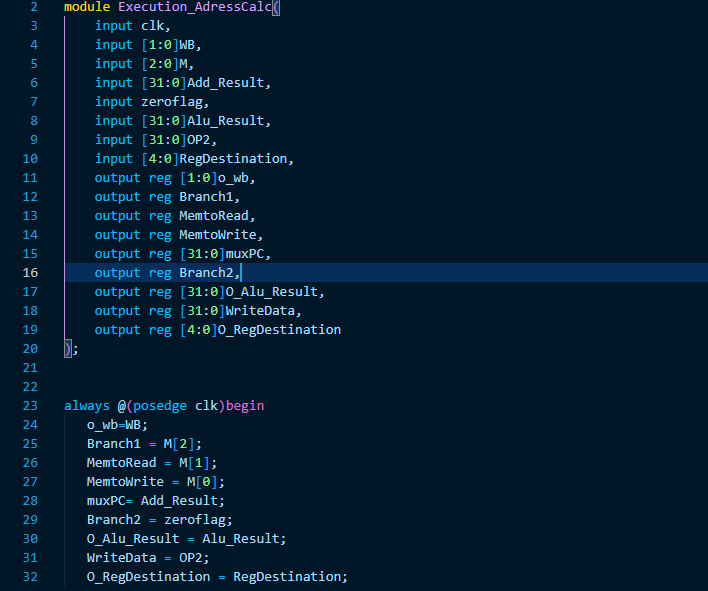 2 module Execution_AdressCalc(
3     input clk,
4     input [1:0]WB,
5     input [2:0]M,
6     input [31:0]Add_Result,
7     input zeroflag,
8     input [31:0]Alu_Result,
9     input [31:0]OP2,
10     input [4:0]RegDestination,
11     output reg [1:0]o_wb,
12     output reg Branch1,
13     output reg MemtoRead,
14     output reg MemtoWrite,
15     output reg [31:0]muxPC,
16     output reg Branch2,
17     output reg [31:0]O_Alu_Result,
18     output reg [31:0]WriteData,
19     output reg [4:0]O_RegDestination
20 );
21
22
23 always @(posedge clk)begin
24    o_wb=WB;
25    Branch1 = M[2];
26    MemtoRead = M[1];
27    MemtoWrite = M[0];
28    muxPC= Add_Result;
29    Branch2 = zeroflag;
30    O_Alu_Result = Alu_Result;
31    WriteData = OP2;
32    O_RegDestination = RegDestination;